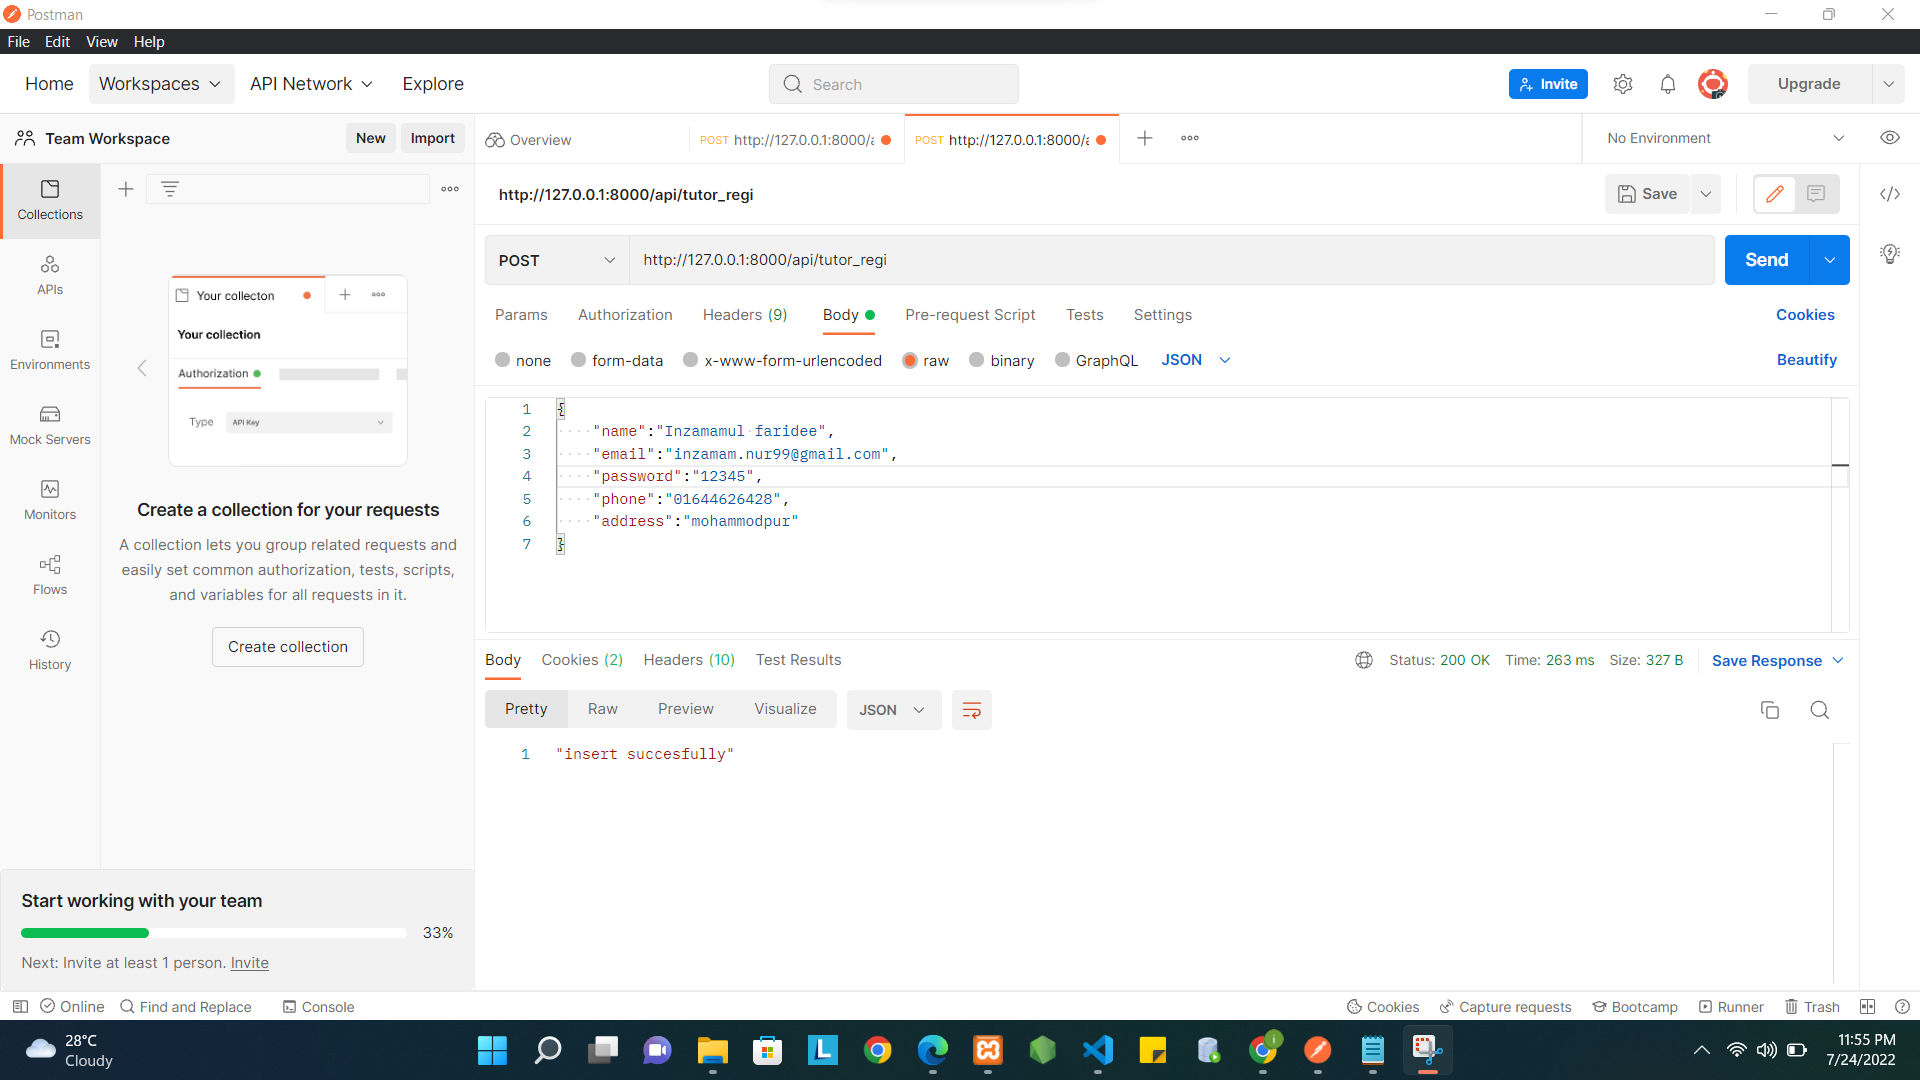 Postman
File Edit View Help
Home Workspaces API Network Explore Search Invite Upgrade
Team Workspace New Import
Overview POST http://127.0.0.1:8000/a POST http://127.0.0.1:8000/a No Environment
http://127.0.0.1:8000/api/tutor_regi Save
POST http://127.0.0.1:8000/api/tutor_regi Send
Params Authorization Headers (9) Body Pre-request Script Tests Settings Cookies
none form-data x-www-form-urlencoded raw binary GraphQL JSON Beautify
1 {
2 "name":"Inzamamul faridee",
3 "email":"inzamam.nur99@gmail.com",
4 "password":"12345",
5 "phone":"01644626428",
6 "address":"mohammodpur"
7 }
Body Cookies (2) Headers (10) Test Results Status: 200 OK Time: 263 ms Size: 327 B Save Response
Pretty Raw Preview Visualize JSON
1 "insert succesfully"
Collections
APIs
Environments
Mock Servers
Monitors
Flows
History
Your collecton
Your collection
Authorization
Type API Key
Create a collection for your requests
A collection lets you group related requests and
easily set common authorization, tests, scripts,
and variables for all requests in it.
Create collection
Start working with your team
33%
Next: Invite at least 1 person. Invite
Online Find and Replace Console Cookies Capture requests Bootcamp Runner Trash
28°C
Cloudy
L
11:55 PM
7/24/2022